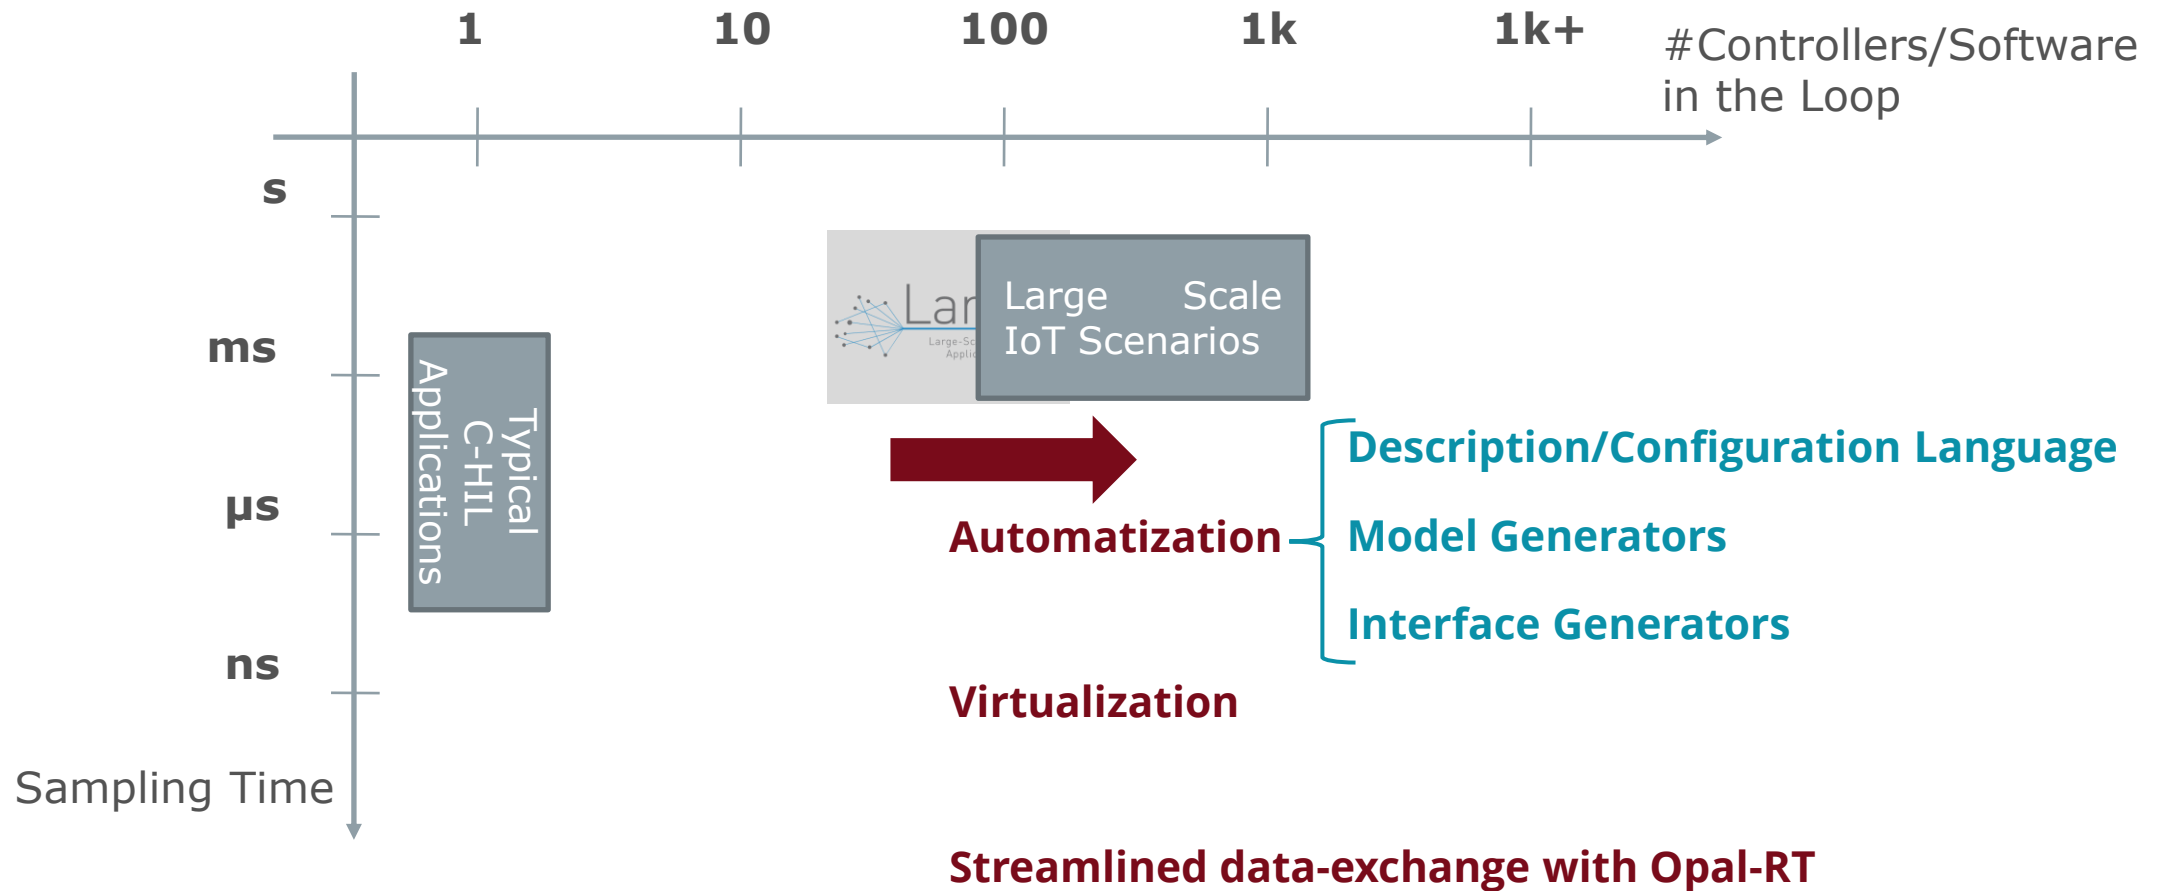 1 10 100 1k 1k+
#Controllers/Software
in the Loop
s
ms
µs
ns
Sampling Time
Typical
C-HIL
Applications
Large Scale
IoT Scenarios
Automatization
Description/Configuration Language
Model Generators
Interface Generators
Virtualization
Streamlined data-exchange with Opal-RT